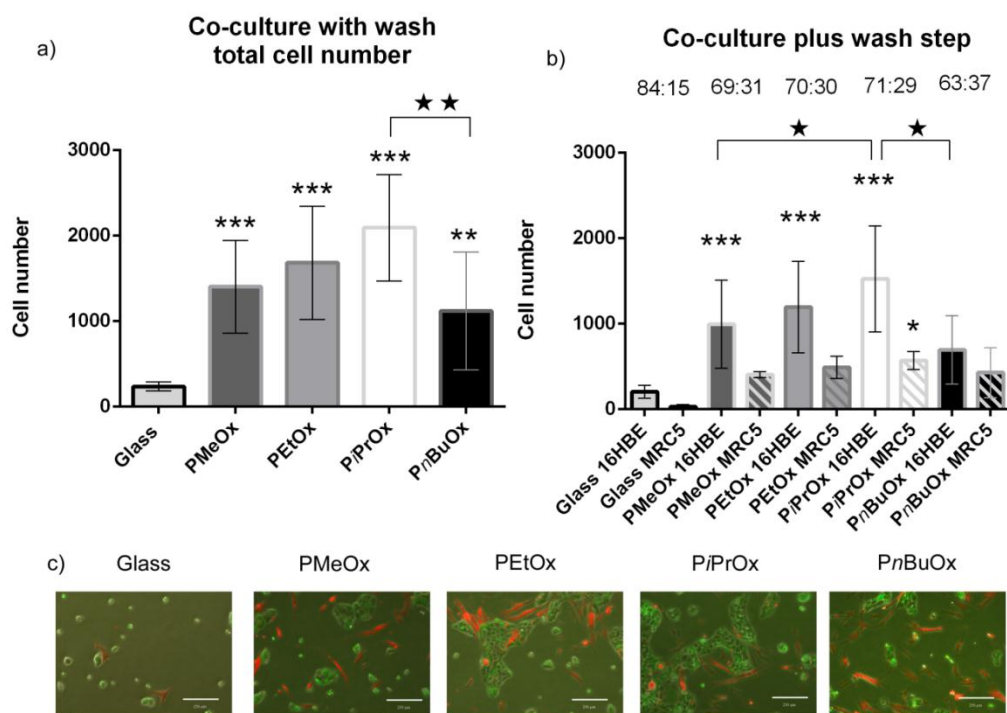 a)
Co-culture with wash
total cell number
★ ★
3000
2000
1000
0
Cell number
***
***
***
**
Glass
PMeOx
PEtOx
PiPrOx
PnBuOx
b)
Co-culture plus wash step
84:15 69:31 70:30 71:29 63:37
★ ★
3000
2000
1000
0
Cell number
***
***
***
*
Glass 16HBE
Glass MRC5
PMeOx 16HBE
PMeOx MRC5
PEtOx 16HBE
PEtOx MRC5
PiPrOx 16HBE
PiPrOx MRC5
PnBuOx 16HBE
PnBuOx MRC5
c)
Glass PMeOx PEtOx PiPrOx PnBuOx